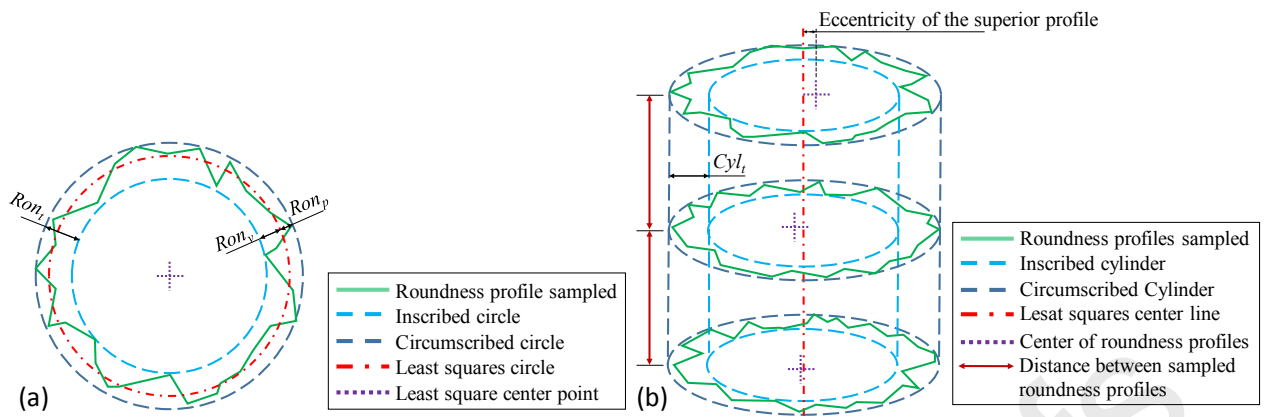 Ron_t
Ron_v
Ron_p
(a)
Roundness profile sampled
Inscribed circle
Circumscribed circle
Least squares circle
Least square center point
Eccentricity of the superior profile
Cyl_t
(b)
Roundness profiles sampled
Inscribed cylinder
Circumscribed Cylinder
Lesat squares center line
Center of roundness profiles
Distance between sampled
roundness profiles